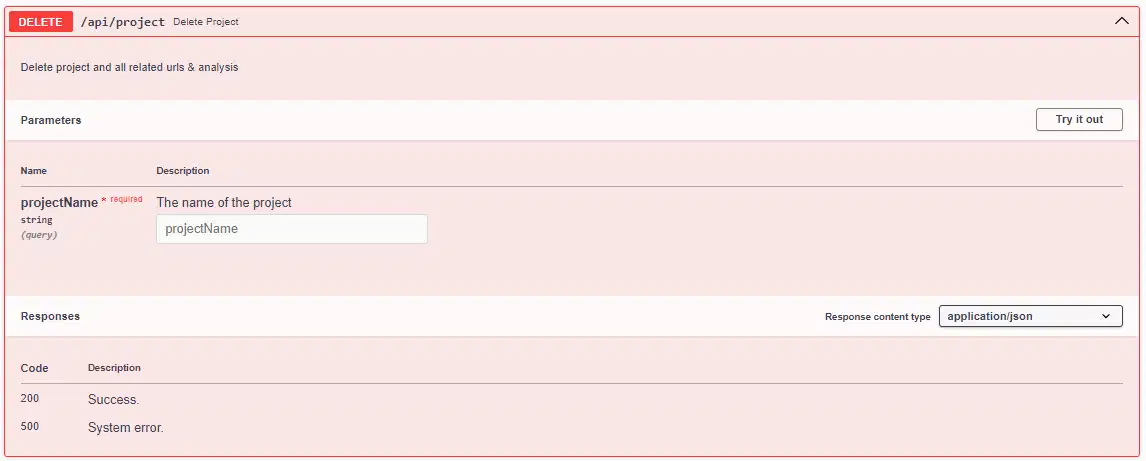 DELETE /api/project Delete Project
Delete project and all related urls & analysis
Parameters Try it out
Name Description
projectName * required The name of the project
string projectName
(query)
Responses Response content type application/json
Code Description
200 Success.
500 System error.